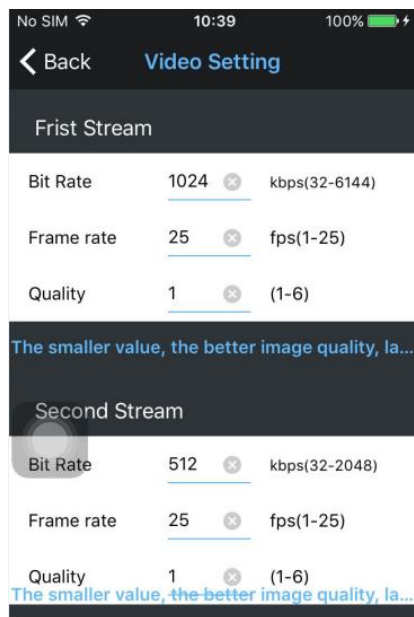 No SIM 10:39 100%
Back Video Setting
Frist Stream
Bit Rate 1024 kbps(32-6144)
Frame rate 25 fps(1-25)
Quality 1 (1-6)
The smaller value, the better image quality, la...
Second Stream
Bit Rate 512 kbps(32-2048)
Frame rate 25 fps(1-25)
Quality 1 (1-6)
The smaller value, the better image quality, la...